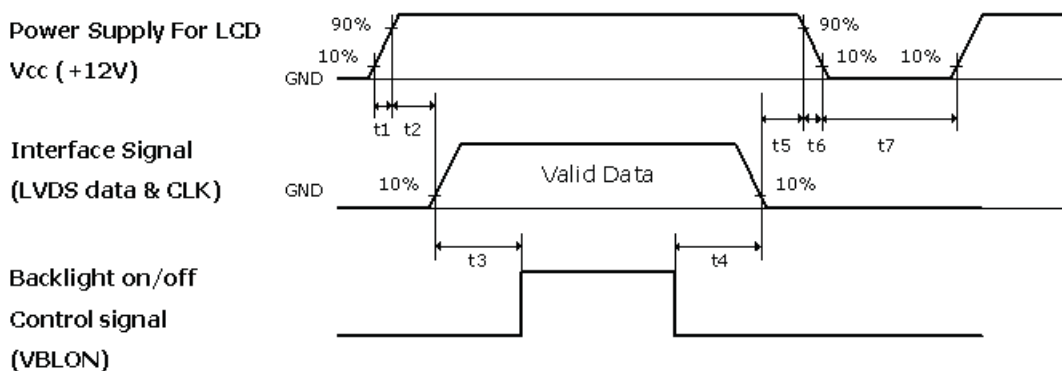 Power Supply For LCD
Vcc (+12V)
90%
10%
GND
90%
10%
10%
t1
t2
t5
t6
t7
Interface Signal
(LVDS data & CLK)
GND
10%
Valid Data
10%
t3
t4
Backlight on/off
Control signal
(VBLON)